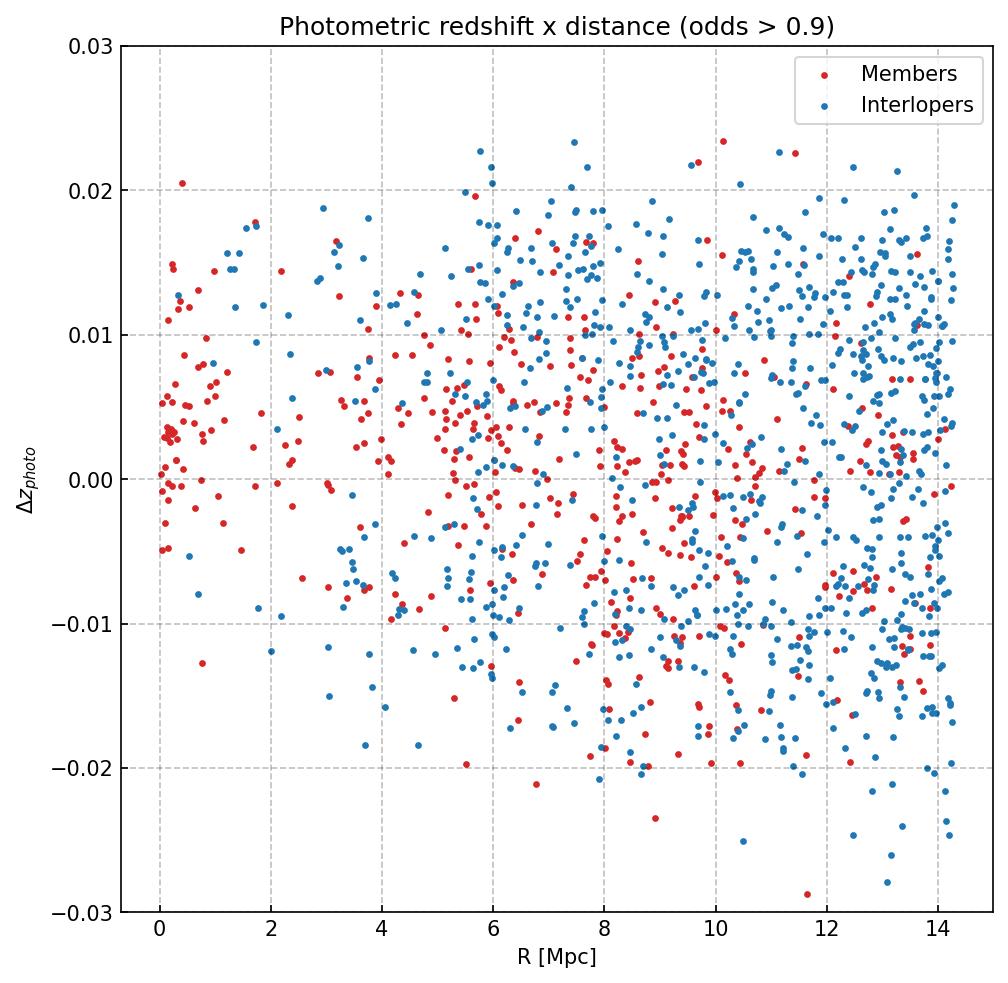 Photometric redshift x distance (odds > 0.9)
0.03
0.02
0.01
0.00
−0.01
−0.02
−0.03
Δz_photo
Members
Interlopers
0 2 4 6 8 10 12 14
R [Mpc]